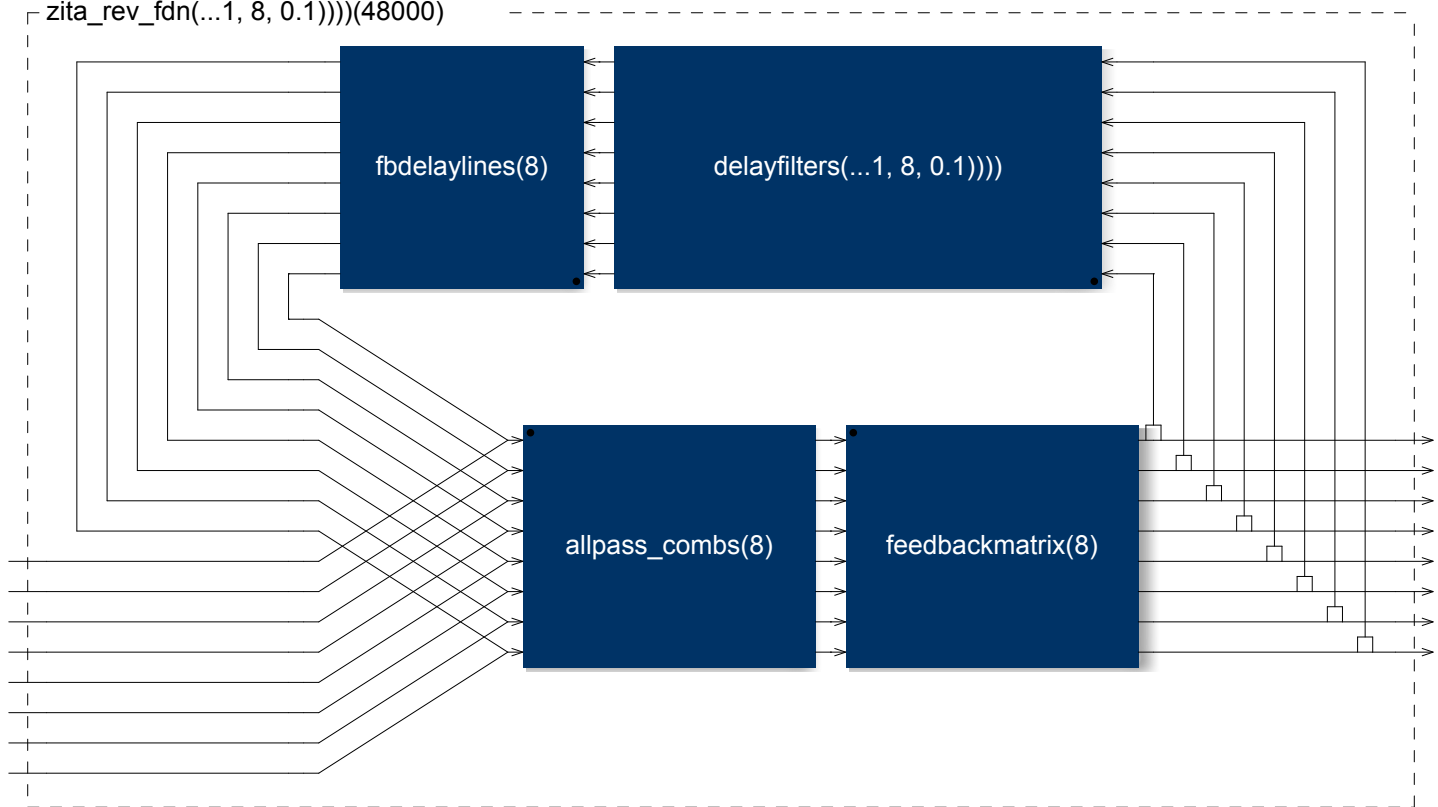 zita_rev_fdn(...1, 8, 0.1))))(48000)
fbdelaylines(8)
delayfilters(...1, 8, 0.1))))
allpass_combs(8)
feedbackmatrix(8)